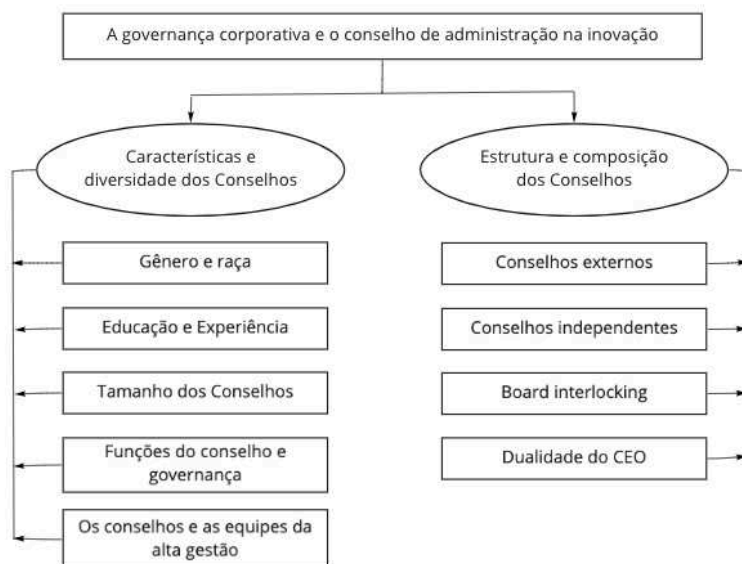 A governança corporativa e o conselho de administração na inovação
Características e
diversidade dos Conselhos
Gênero e raça
Educação e Experiência
Tamanho dos Conselhos
Funções do conselho e
governança
Os conselhos e as equipes da
alta gestão
Estrutura e composição
dos Conselhos
Conselhos externos
Conselhos independentes
Board interlocking
Dualidade do CEO